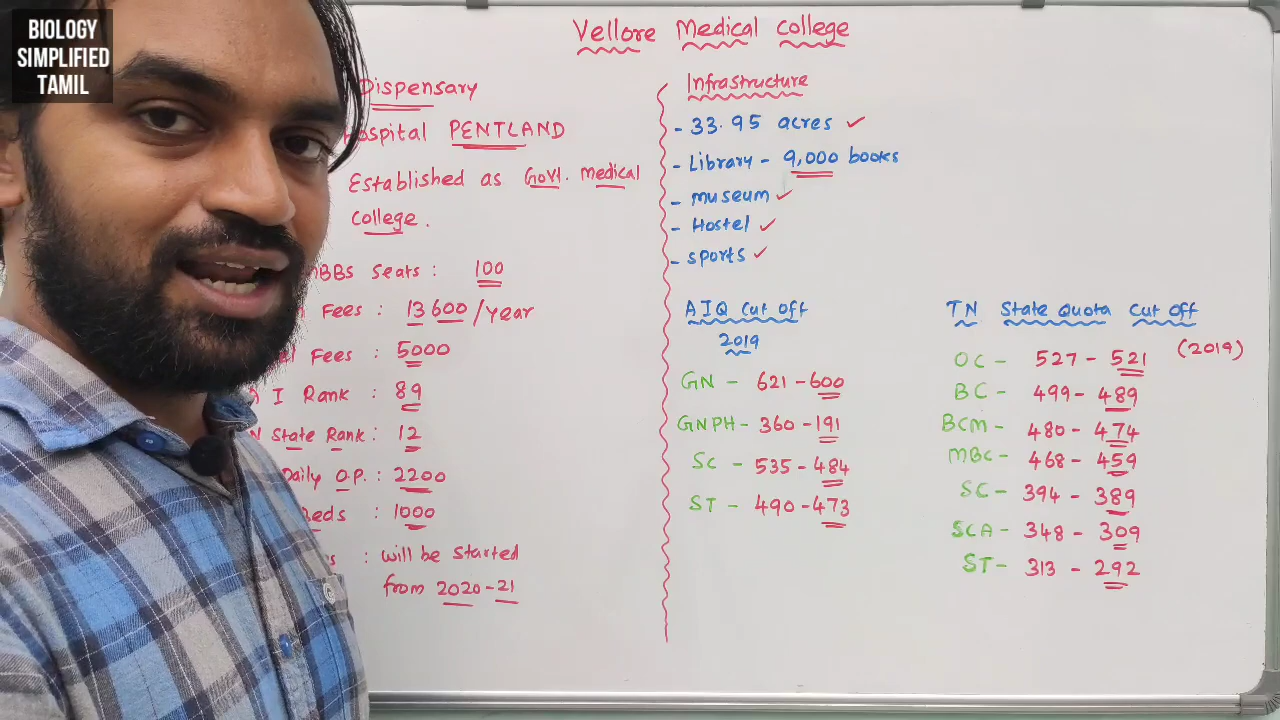 BIOLOGY
SIMPLIFIED
TAMIL
Vellore Medical College
Dispensary
Hospital PENTLAND
Established as Govt. Medical
College.
Seats : 100
Fees : 13600/year
Fees : 5000
I Rank : 89
State Rank : 12
Daily O.P. : 2200
Beds : 1000
: will be started
from 2020-21
Infrastructure
- 33.95 acres ✓
- Library - 9,000 books
- museum ✓
- Hostel ✓
- sports ✓
AIQ Cut off
2019
GN - 621 - 600
GNPH - 360 - 191
SC - 535 - 484
ST - 490 - 473
TN State Quota Cut off
(2019)
OC - 527 - 521
BC - 499 - 489
BCM - 480 - 474
MBC - 468 - 459
SC - 394 - 389
SCA - 348 - 309
ST - 313 - 292